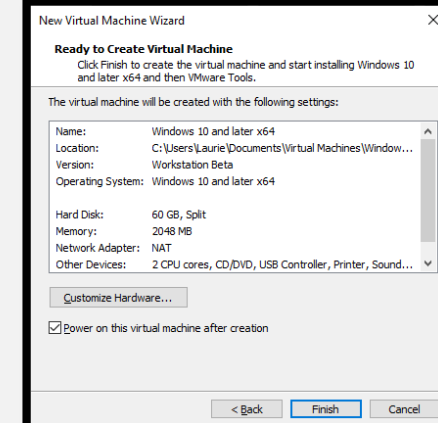 New Virtual Machine Wizard
Ready to Create Virtual Machine
Click Finish to create the virtual machine and start installing Windows 10
and later x64 and then VMware Tools.
The virtual machine will be created with the following settings:
Name: Windows 10 and later x64
Location: C:\Users\Laurie\Documents\Virtual Machines\Window...
Version: Workstation Beta
Operating System: Windows 10 and later x64
Hard Disk: 60 GB, Split
Memory: 2048 MB
Network Adapter: NAT
Other Devices: 2 CPU cores, CD/DVD, USB Controller, Printer, Sound...
Customize Hardware...
Power on this virtual machine after creation
< Back Finish Cancel